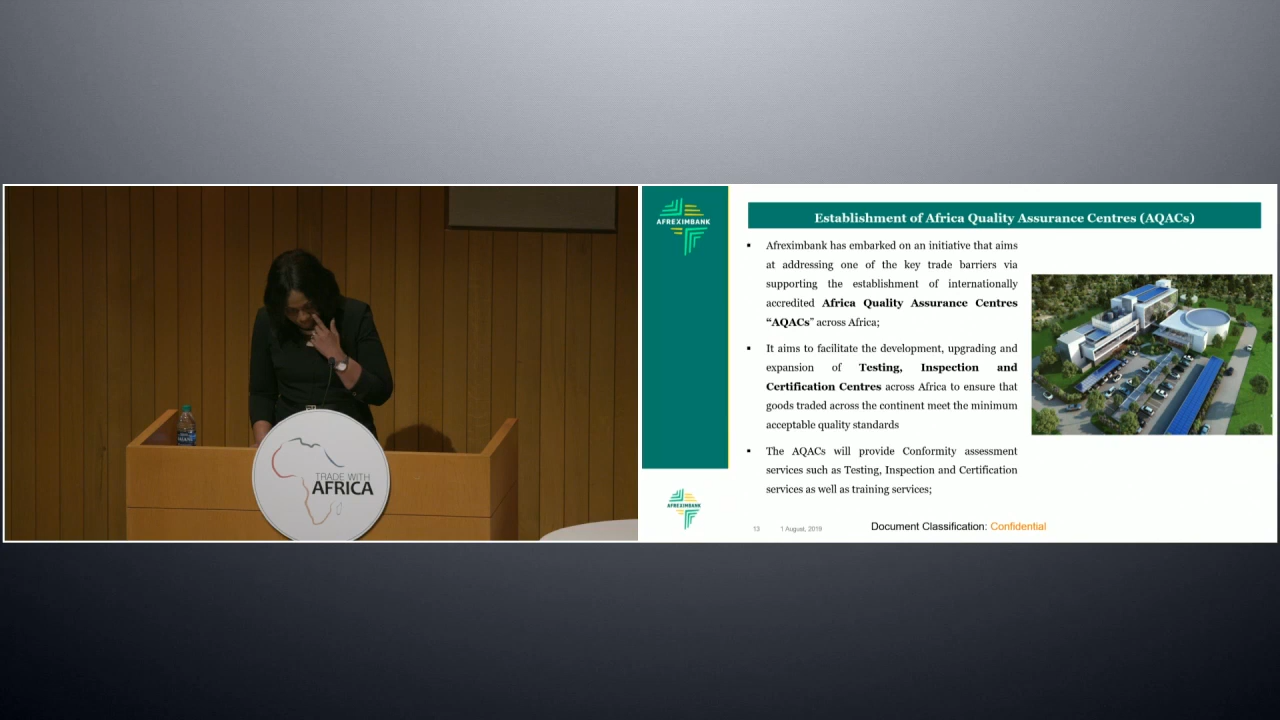 TRADE WITH
AFRICA
AFREXIMBANK
Establishment of Africa Quality Assurance Centres (AQACs)
▪ Afreximbank has embarked on an initiative that aims
at addressing one of the key trade barriers via
supporting the establishment of internationally
accredited Africa Quality Assurance Centres
“AQACs” across Africa;
▪ It aims to facilitate the development, upgrading and
expansion of Testing, Inspection and
Certification Centres across Africa to ensure that
goods traded across the continent meet the minimum
acceptable quality standards
▪ The AQACs will provide Conformity assessment
services such as Testing, Inspection and Certification
services as well as training services;
AFREXIMBANK
13 1 August, 2019 Document Classification: Confidential